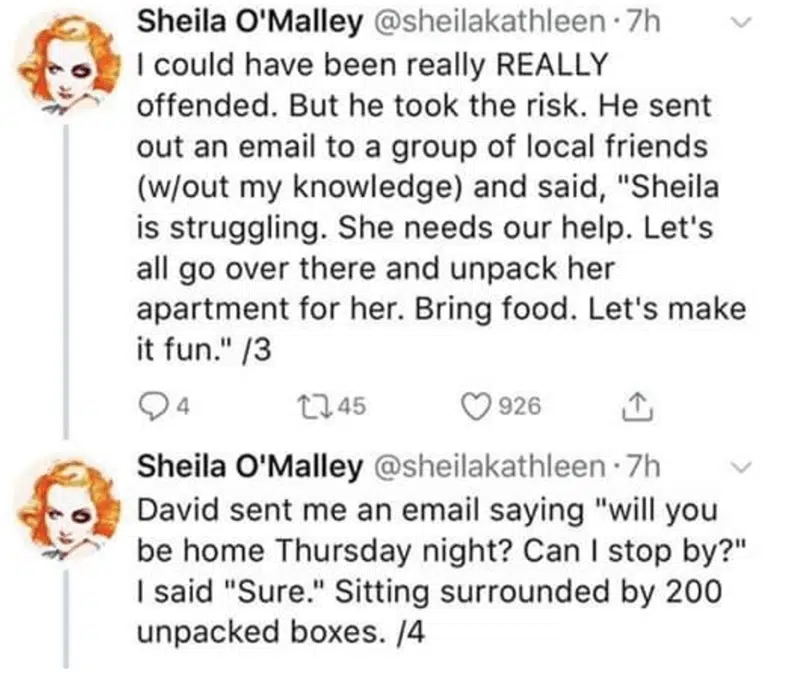 Sheila O'Malley @sheilakathleen · 7h
I could have been really REALLY
offended. But he took the risk. He sent
out an email to a group of local friends
(w/out my knowledge) and said, "Sheila
is struggling. She needs our help. Let's
all go over there and unpack her
apartment for her. Bring food. Let's make
it fun." /3
4 45 926
Sheila O'Malley @sheilakathleen · 7h
David sent me an email saying "will you
be home Thursday night? Can I stop by?"
I said "Sure." Sitting surrounded by 200
unpacked boxes. /4